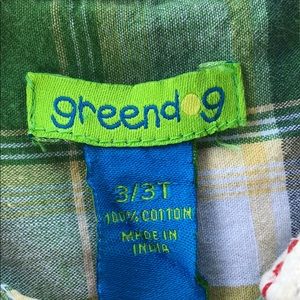 greendog
3/3T
100% COTTON
MADE IN
INDIA